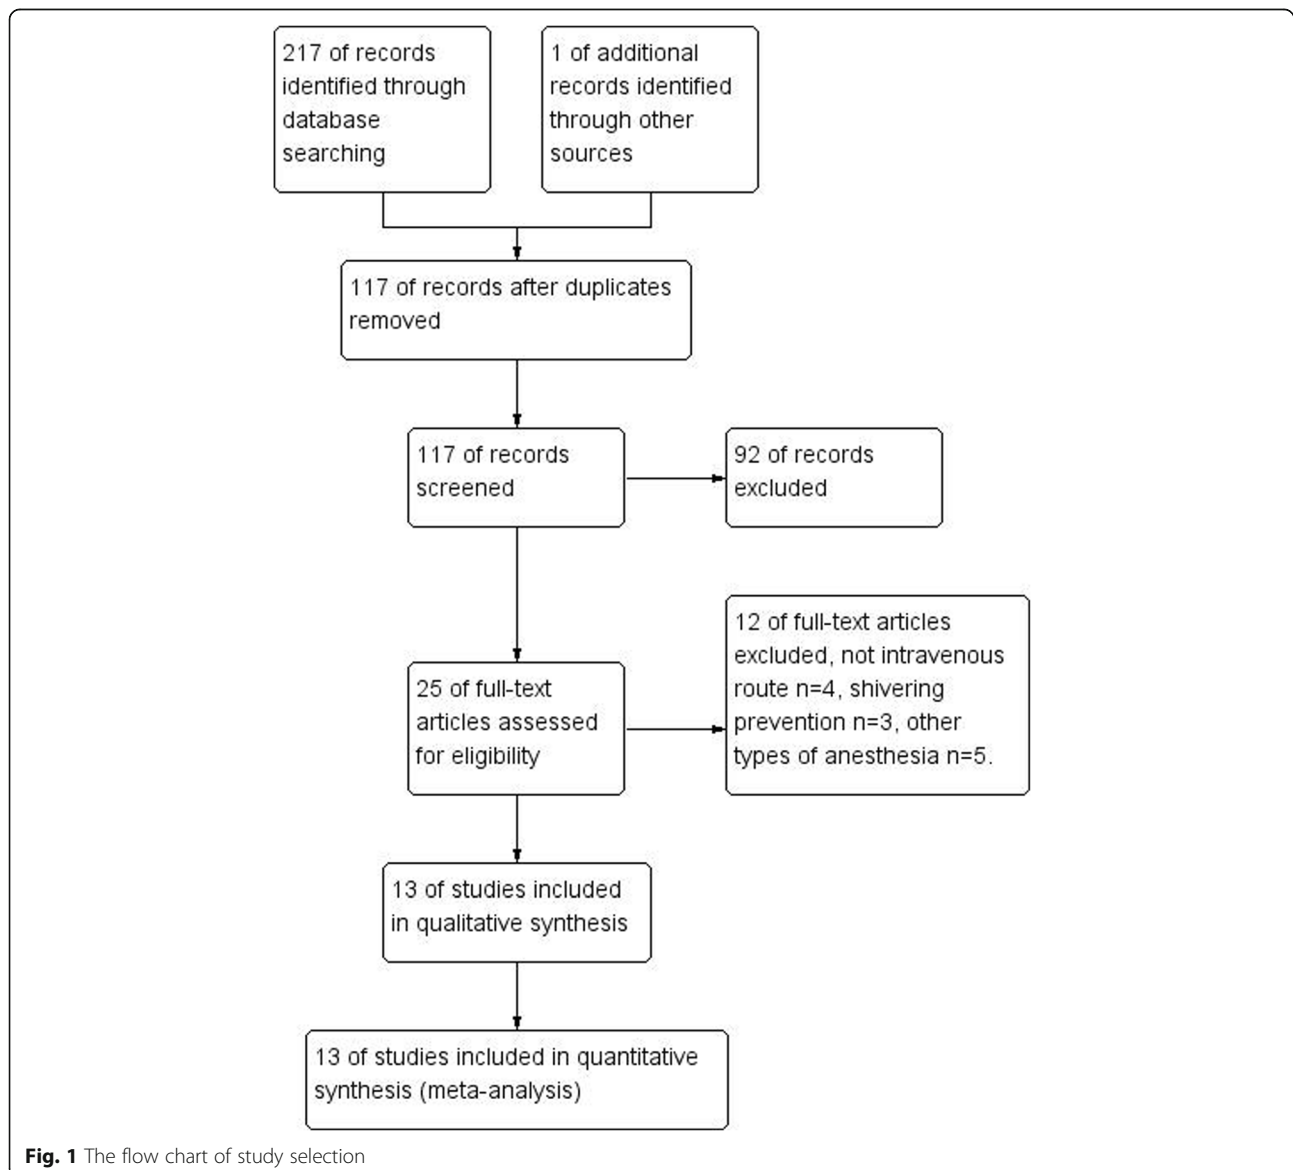 217 of records
identified through
database
searching
1 of additional
records identified
through other
sources
117 of records after duplicates
removed
117 of records
screened
92 of records
excluded
25 of full-text
articles assessed
for eligibility
12 of full-text articles
excluded, not intravenous
route n=4, shivering
prevention n=3, other
types of anesthesia n=5.
13 of studies included
in qualitative synthesis
13 of studies included in quantitative
synthesis (meta-analysis)
Fig. 1 The flow chart of study selection